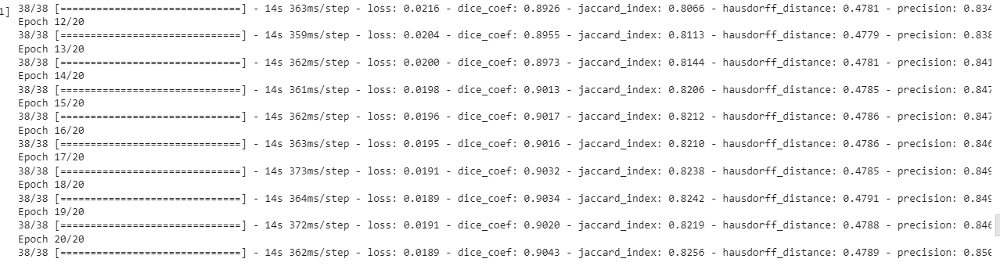 1] 38/38 [==============================] - 14s 363ms/step - loss: 0.0216 - dice_coef: 0.8926 - jaccard_index: 0.8066 - hausdorff_distance: 0.4781 - precision: 0.834
Epoch 12/20
38/38 [==============================] - 14s 359ms/step - loss: 0.0204 - dice_coef: 0.8955 - jaccard_index: 0.8113 - hausdorff_distance: 0.4779 - precision: 0.838
Epoch 13/20
38/38 [==============================] - 14s 362ms/step - loss: 0.0200 - dice_coef: 0.8973 - jaccard_index: 0.8144 - hausdorff_distance: 0.4781 - precision: 0.841
Epoch 14/20
38/38 [==============================] - 14s 361ms/step - loss: 0.0198 - dice_coef: 0.9013 - jaccard_index: 0.8206 - hausdorff_distance: 0.4785 - precision: 0.847
Epoch 15/20
38/38 [==============================] - 14s 362ms/step - loss: 0.0196 - dice_coef: 0.9017 - jaccard_index: 0.8212 - hausdorff_distance: 0.4786 - precision: 0.847
Epoch 16/20
38/38 [==============================] - 14s 363ms/step - loss: 0.0195 - dice_coef: 0.9016 - jaccard_index: 0.8210 - hausdorff_distance: 0.4786 - precision: 0.846
Epoch 17/20
38/38 [==============================] - 14s 373ms/step - loss: 0.0191 - dice_coef: 0.9032 - jaccard_index: 0.8238 - hausdorff_distance: 0.4785 - precision: 0.849
Epoch 18/20
38/38 [==============================] - 14s 364ms/step - loss: 0.0189 - dice_coef: 0.9034 - jaccard_index: 0.8242 - hausdorff_distance: 0.4791 - precision: 0.849
Epoch 19/20
38/38 [==============================] - 14s 372ms/step - loss: 0.0191 - dice_coef: 0.9020 - jaccard_index: 0.8219 - hausdorff_distance: 0.4788 - precision: 0.846
Epoch 20/20
38/38 [==============================] - 14s 362ms/step - loss: 0.0189 - dice_coef: 0.9043 - jaccard_index: 0.8256 - hausdorff_distance: 0.4789 - precision: 0.850